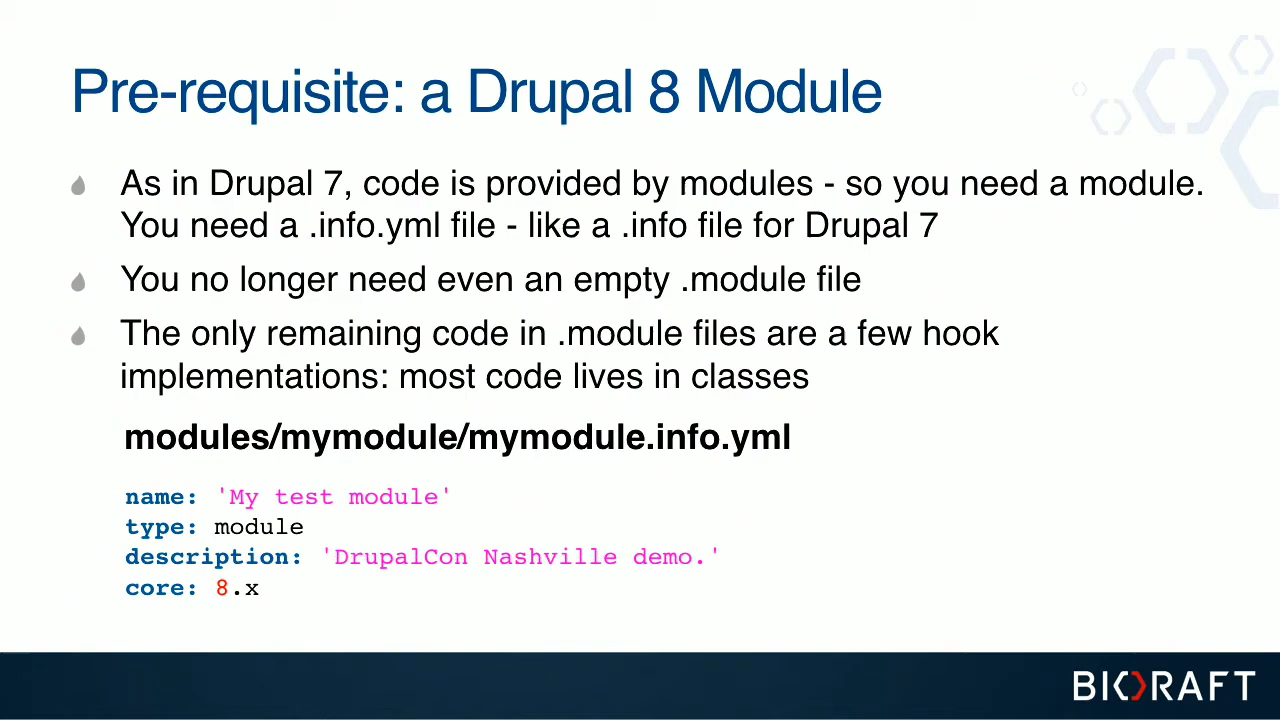 Pre-requisite: a Drupal 8 Module
As in Drupal 7, code is provided by modules - so you need a module.
You need a .info.yml file - like a .info file for Drupal 7
You no longer need even an empty .module file
The only remaining code in .module files are a few hook
implementations: most code lives in classes
modules/mymodule/mymodule.info.yml
name: 'My test module'
type: module
description: 'DrupalCon Nashville demo.'
core: 8.x
BIORAFT